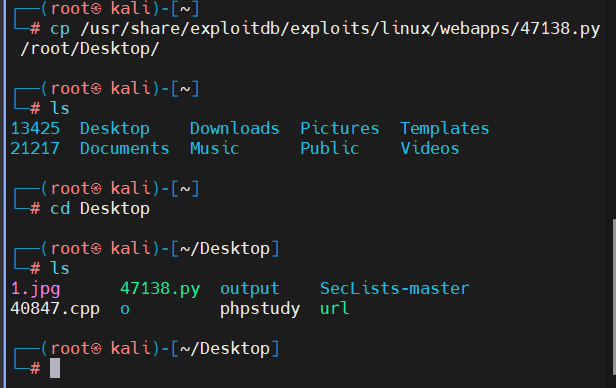 ┌──(root㉿kali)-[~]
└─# cp /usr/share/exploitdb/exploits/linux/webapps/47138.py
/root/Desktop/
┌──(root㉿kali)-[~]
└─# ls
13425 Desktop Downloads Pictures Templates
21217 Documents Music Public Videos
┌──(root㉿kali)-[~]
└─# cd Desktop
┌──(root㉿kali)-[~/Desktop]
└─# ls
1.jpg 47138.py output SecLists-master
40847.cpp o phpstudy url
┌──(root㉿kali)-[~/Desktop]
└─#